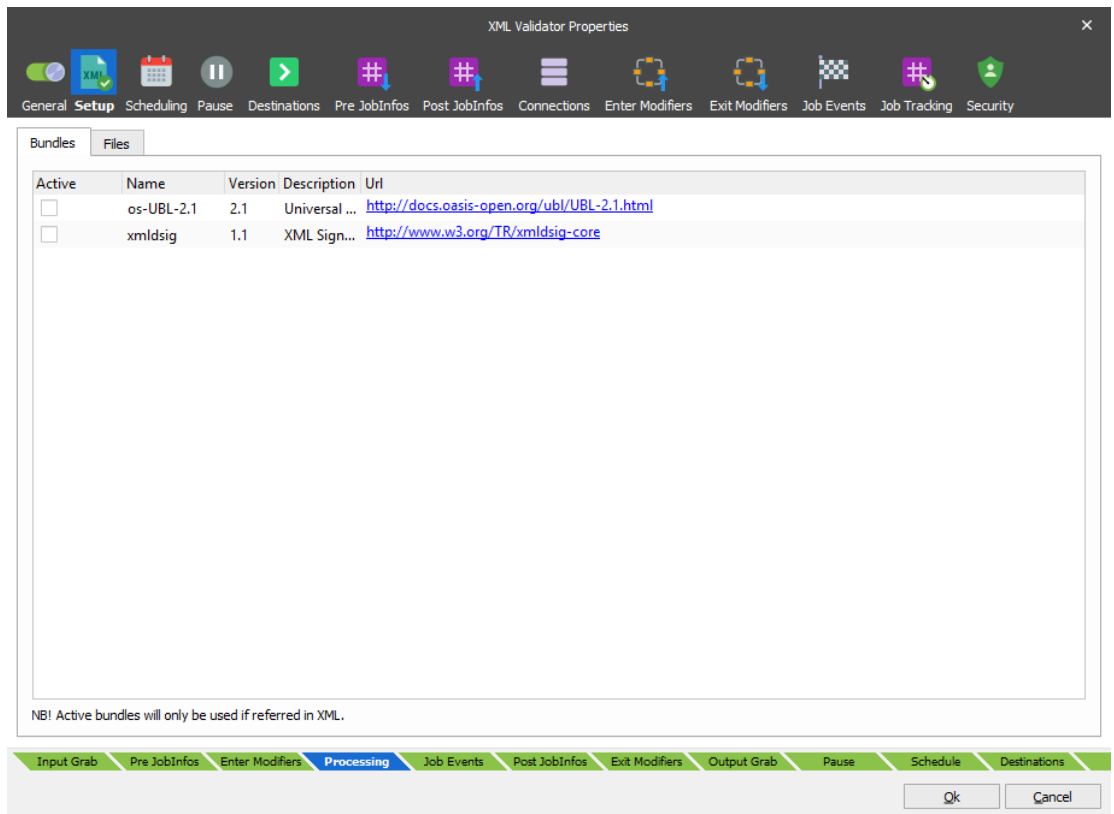 XML Validator Properties
General Setup Scheduling Pause Destinations Pre JobInfos Post JobInfos Connections Enter Modifiers Exit Modifiers Job Events Job Tracking Security
Bundles Files
Active Name Version Description Url
os-UBL-2.1 2.1 Universal ... http://docs.oasis-open.org/ubl/UBL-2.1.html
xmldsig 1.1 XML Sign... http://www.w3.org/TR/xmldsig-core
NB! Active bundles will only be used if referred in XML.
Input Grab Pre JobInfos Enter Modifiers Processing Job Events Post JobInfos Exit Modifiers Output Grab Pause Schedule Destinations
Ok Cancel